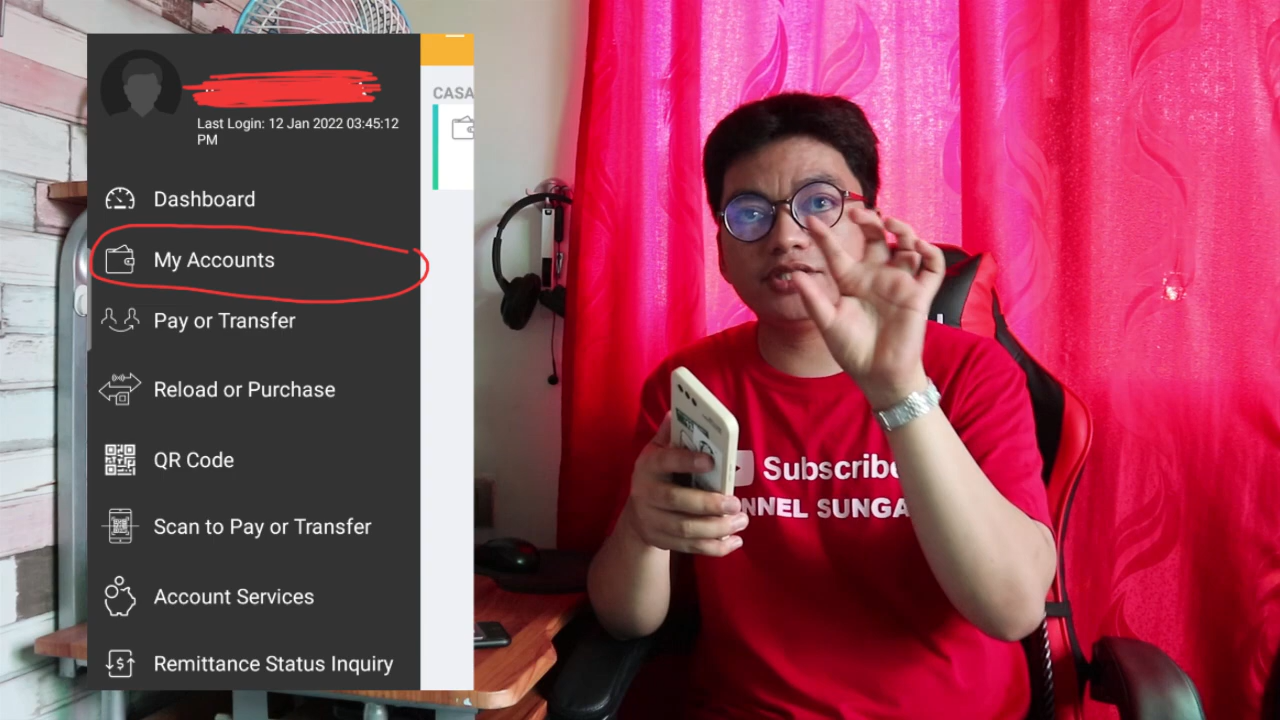 Last Login: 12 Jan 2022 03:45:12
PM
CASA
Dashboard
My Accounts
Pay or Transfer
Reload or Purchase
QR Code
Scan to Pay or Transfer
Account Services
Remittance Status Inquiry
Subscribe
NNEL SUNGA